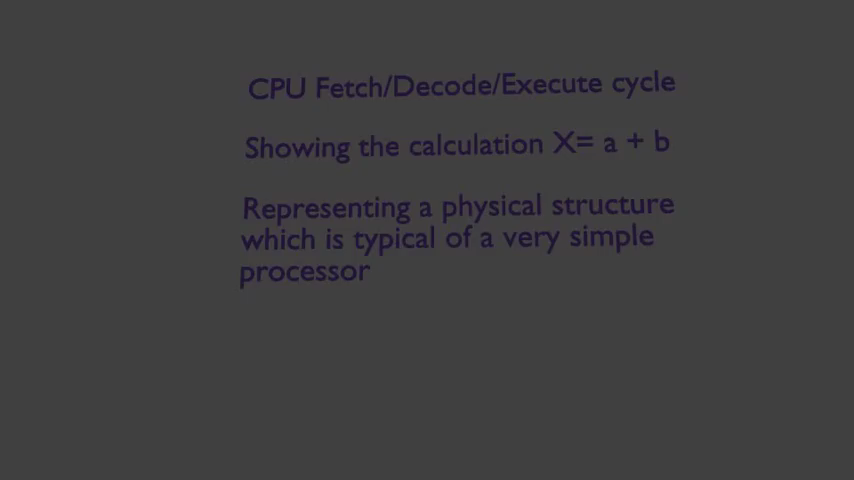 CPU Fetch/Decode/Execute cycle
Showing the calculation X= a + b
Representing a physical structure
which is typical of a very simple
processor